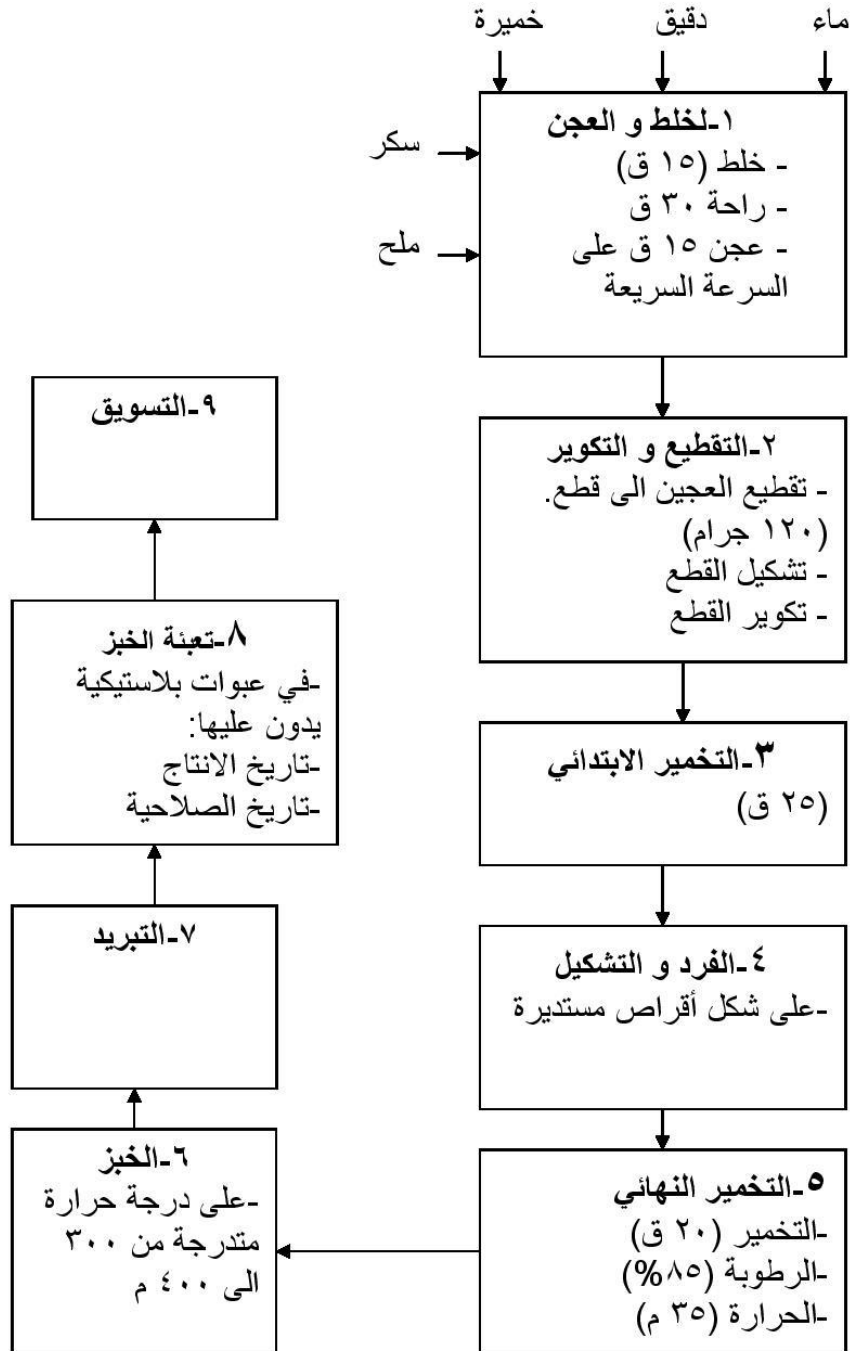 ماء
دقيق
خميرة
سكر
ملح
١-لخلط و العجن
- خلط (١٥ ق)
- راحة ٣٠ ق
- عجن ١٥ ق على
السرعة السريعة
٢-التقطيع و التكوير
- تقطيع العجين الى قطع.
(١٢٠ جرام)
- تشكيل القطع
- تكوير القطع
٣-التخمير الابتدائي
(٢٥ ق)
٤-الفرد و التشكيل
-على شكل أقراص مستديرة
٥-التخمير النهائي
-التخمير (٢٠ ق)
-الرطوبة (٨٥%)
-الحرارة (٣٥ م)
٦-الخبز
-على درجة حرارة
متدرجة من ٣٠٠
الى ٤٠٠ م
٧-التبريد
٨-تعبئة الخبز
-في عبوات بلاستيكية
يدون عليها:
-تاريخ الانتاج
-تاريخ الصلاحية
٩-التسويق